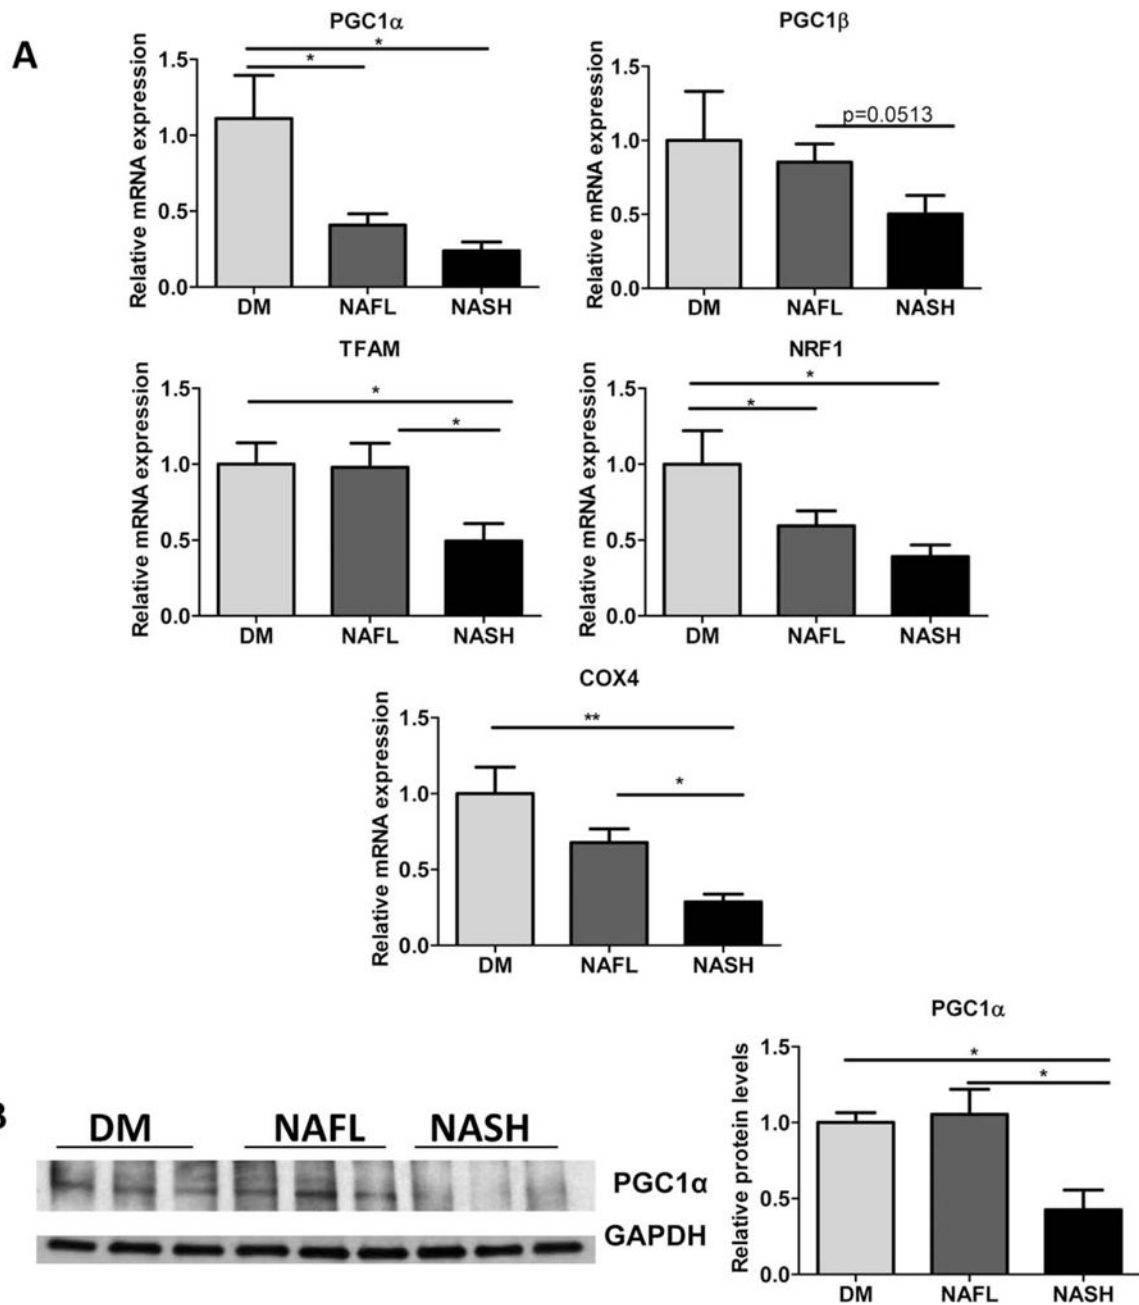 A
PGC1α
Relative mRNA expression
1.5
1.0
0.5
0.0
*
*
DM NAFL NASH
PGC1β
Relative mRNA expression
1.5
1.0
0.5
0.0
p=0.0513
DM NAFL NASH
TFAM
Relative mRNA expression
1.5
1.0
0.5
0.0
*
*
DM NAFL NASH
NRF1
Relative mRNA expression
1.5
1.0
0.5
0.0
*
*
DM NAFL NASH
COX4
Relative mRNA expression
1.5
1.0
0.5
0.0
**
*
DM NAFL NASH
B
DM NAFL NASH
PGC1α
GAPDH
PGC1α
Relative protein levels
1.5
1.0
0.5
0.0
*
*
DM NAFL NASH